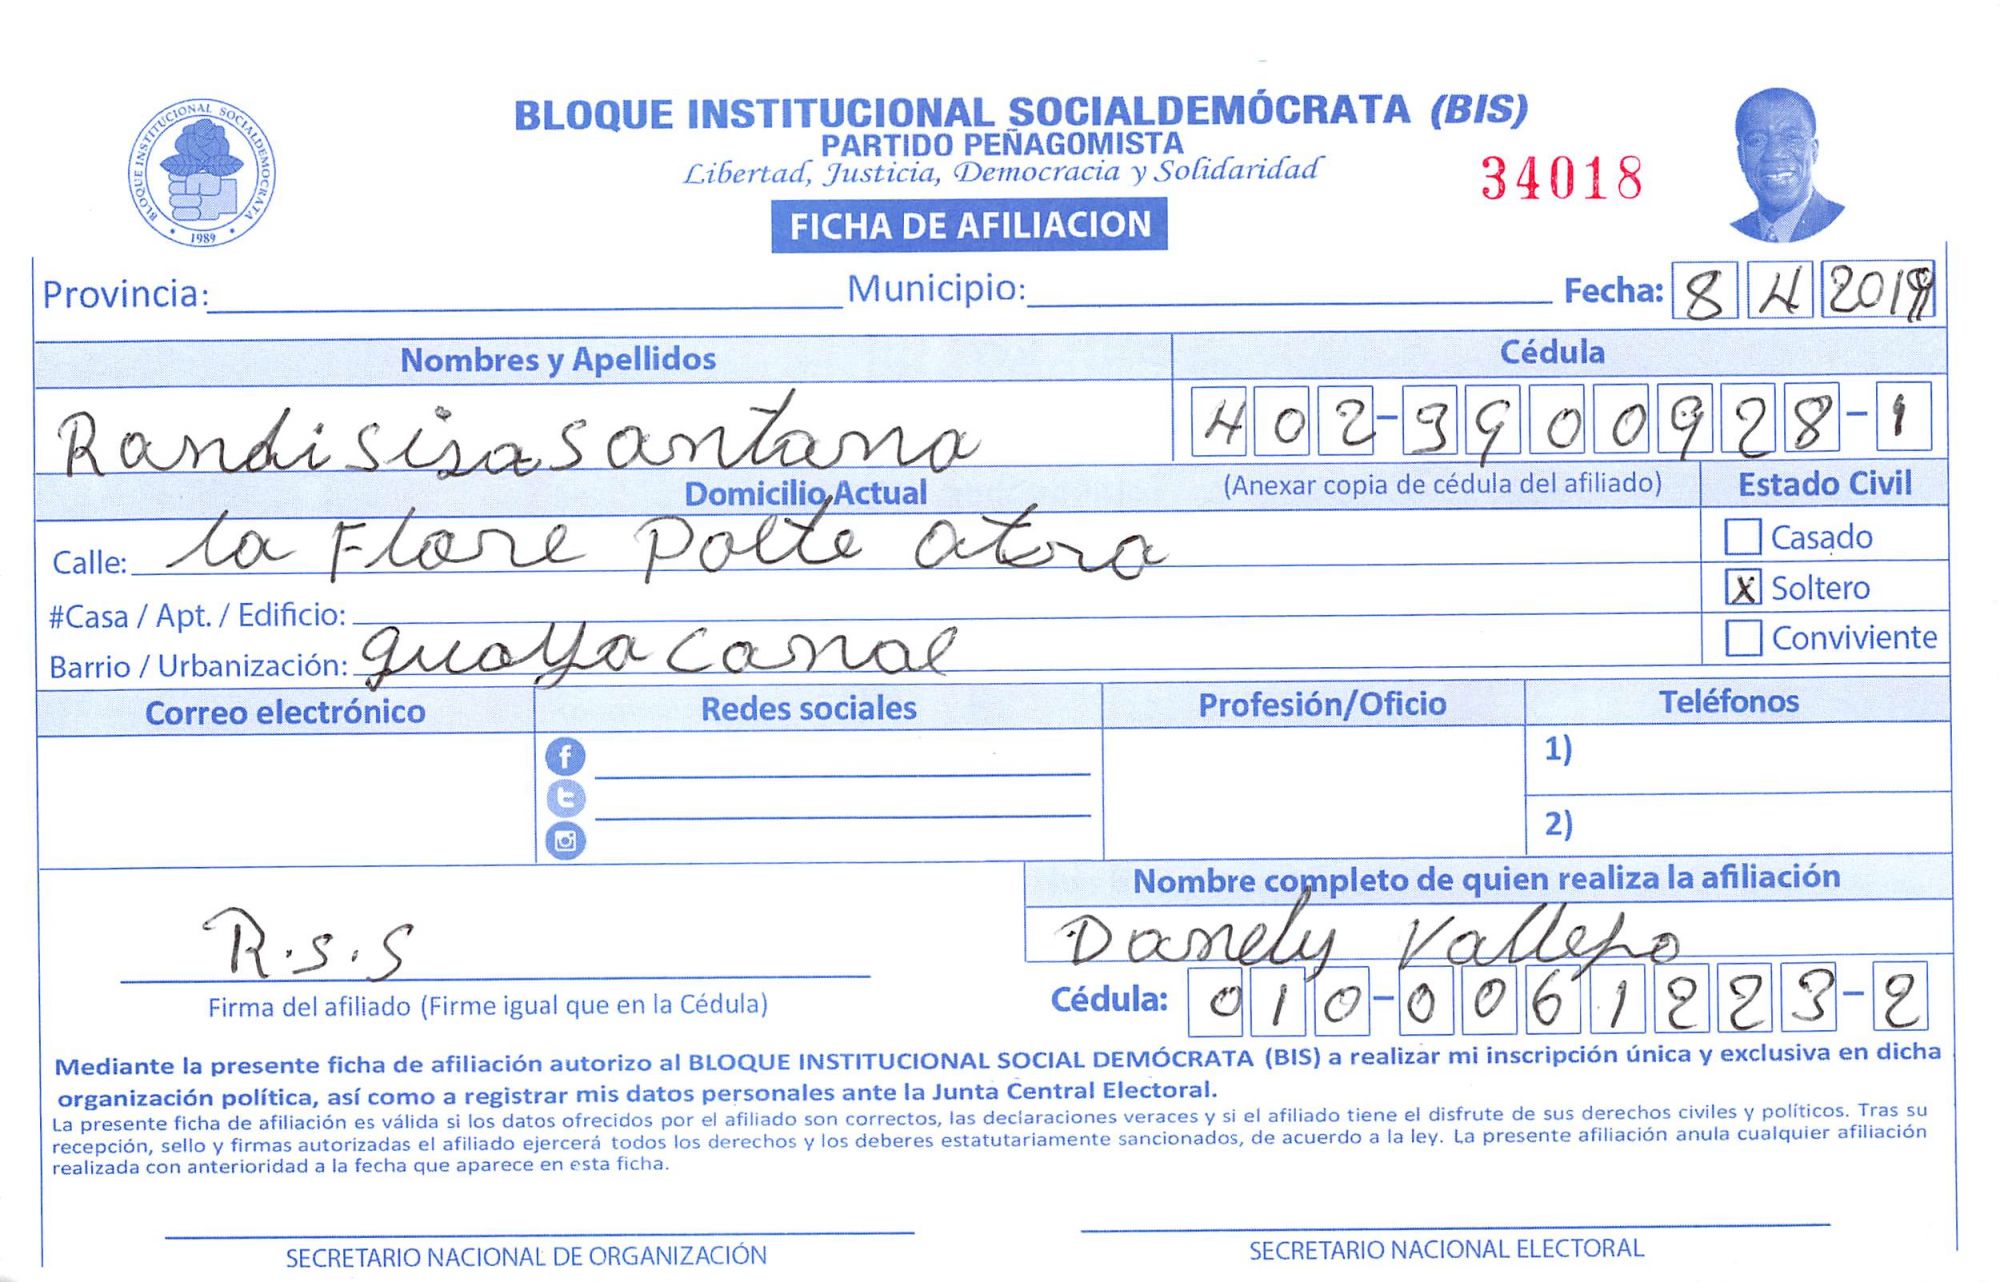 BLOQUE INSTITUCIONAL SOCIALDEMÓCRATA (BIS)
PARTIDO PEÑAGOMISTA
Libertad, Justicia, Democracia y Solidaridad
34018
FICHA DE AFILIACION
BLOQUE INSTITUCIONAL SOCIALDEMOCRATA
1989
Provincia: Municipio: Fecha: 8 4 2019
Nombres y Apellidos Cédula
Randi Sisa Santana 402-3900928-1
Domicilio Actual (Anexar copia de cédula del afiliado) Estado Civil
Calle: la Flore Polte atra
Casado
#Casa / Apt. / Edificio:
X Soltero
Barrio / Urbanización: guaya canal
Conviviente
Correo electrónico Redes sociales Profesión/Oficio Teléfonos
1)
2)
Nombre completo de quien realiza la afiliación
R.S.S Danely Vallejo
Firma del afiliado (Firme igual que en la Cédula) Cédula: 010-0061223-2
Mediante la presente ficha de afiliación autorizo al BLOQUE INSTITUCIONAL SOCIAL DEMÓCRATA (BIS) a realizar mi inscripción única y exclusiva en dicha
organización política, así como a registrar mis datos personales ante la Junta Central Electoral.
La presente ficha de afiliación es válida si los datos ofrecidos por el afiliado son correctos, las declaraciones veraces y si el afiliado tiene el disfrute de sus derechos civiles y políticos. Tras su
recepción, sello y firmas autorizadas el afiliado ejercerá todos los derechos y los deberes estatutariamente sancionados, de acuerdo a la ley. La presente afiliación anula cualquier afiliación
realizada con anterioridad a la fecha que aparece en esta ficha.
SECRETARIO NACIONAL DE ORGANIZACIÓN SECRETARIO NACIONAL ELECTORAL